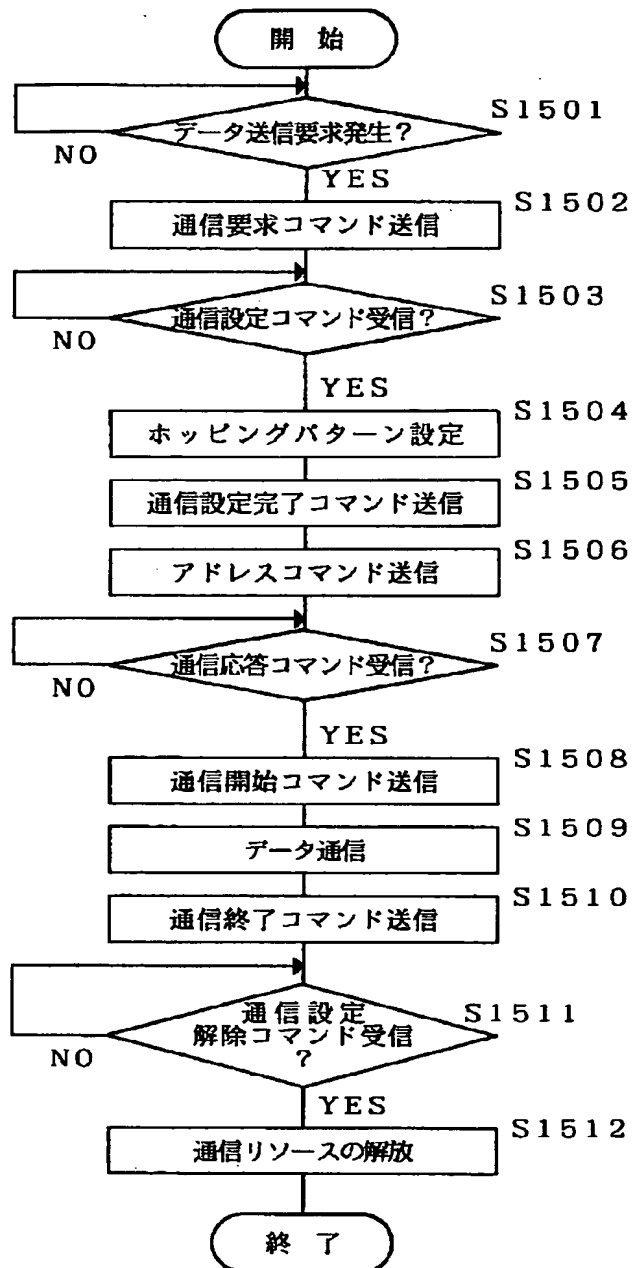 開 始
S1501
データ送信要求発生？
NO
YES
S1502
通信要求コマンド送信
S1503
通信設定コマンド受信？
NO
YES
S1504
ホッピングパターン設定
S1505
通信設定完了コマンド送信
S1506
アドレスコマンド送信
S1507
通信応答コマンド受信？
NO
YES
S1508
通信開始コマンド送信
S1509
データ通信
S1510
通信終了コマンド送信
S1511
通信設定
解除コマンド受信
？
NO
YES
S1512
通信リソースの解放
終 了